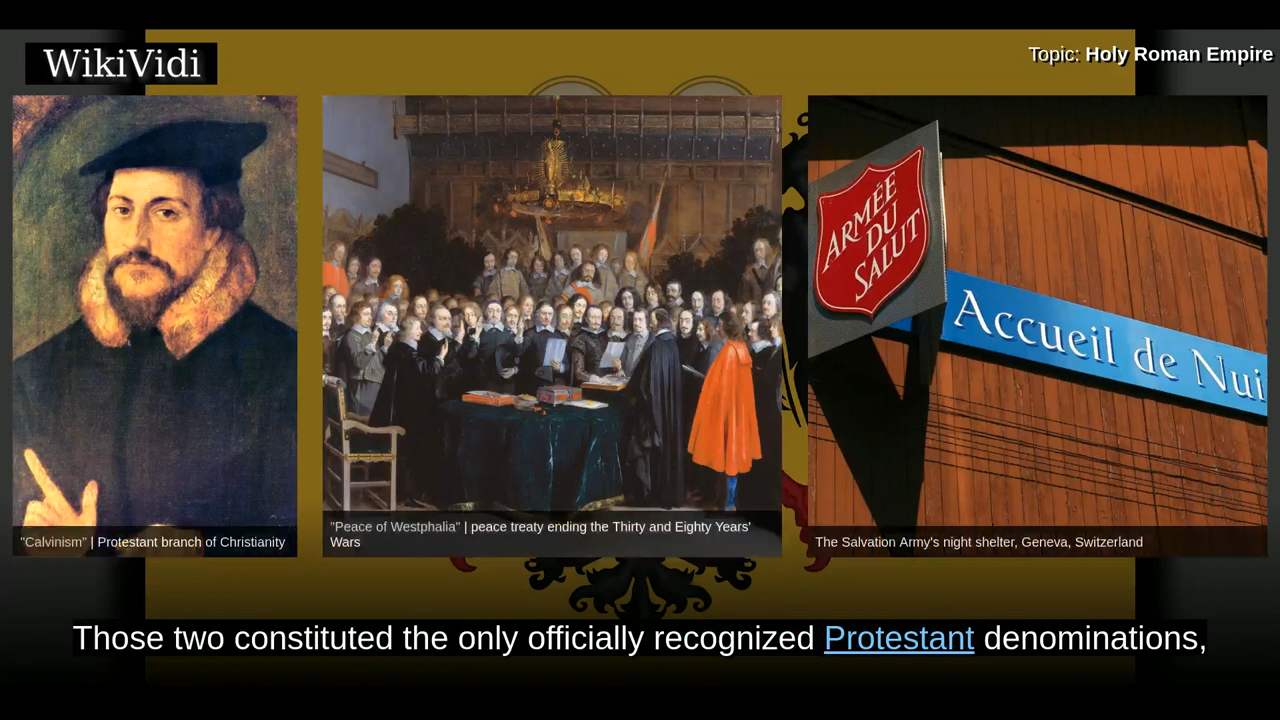 WikiVidi
Topic: Holy Roman Empire
ARMÉE
DU
SALUT
Accueil de Nui
"Calvinism" | Protestant branch of Christianity
"Peace of Westphalia" | peace treaty ending the Thirty and Eighty Years'
Wars
The Salvation Army's night shelter, Geneva, Switzerland
Those two constituted the only officially recognized Protestant denominations,